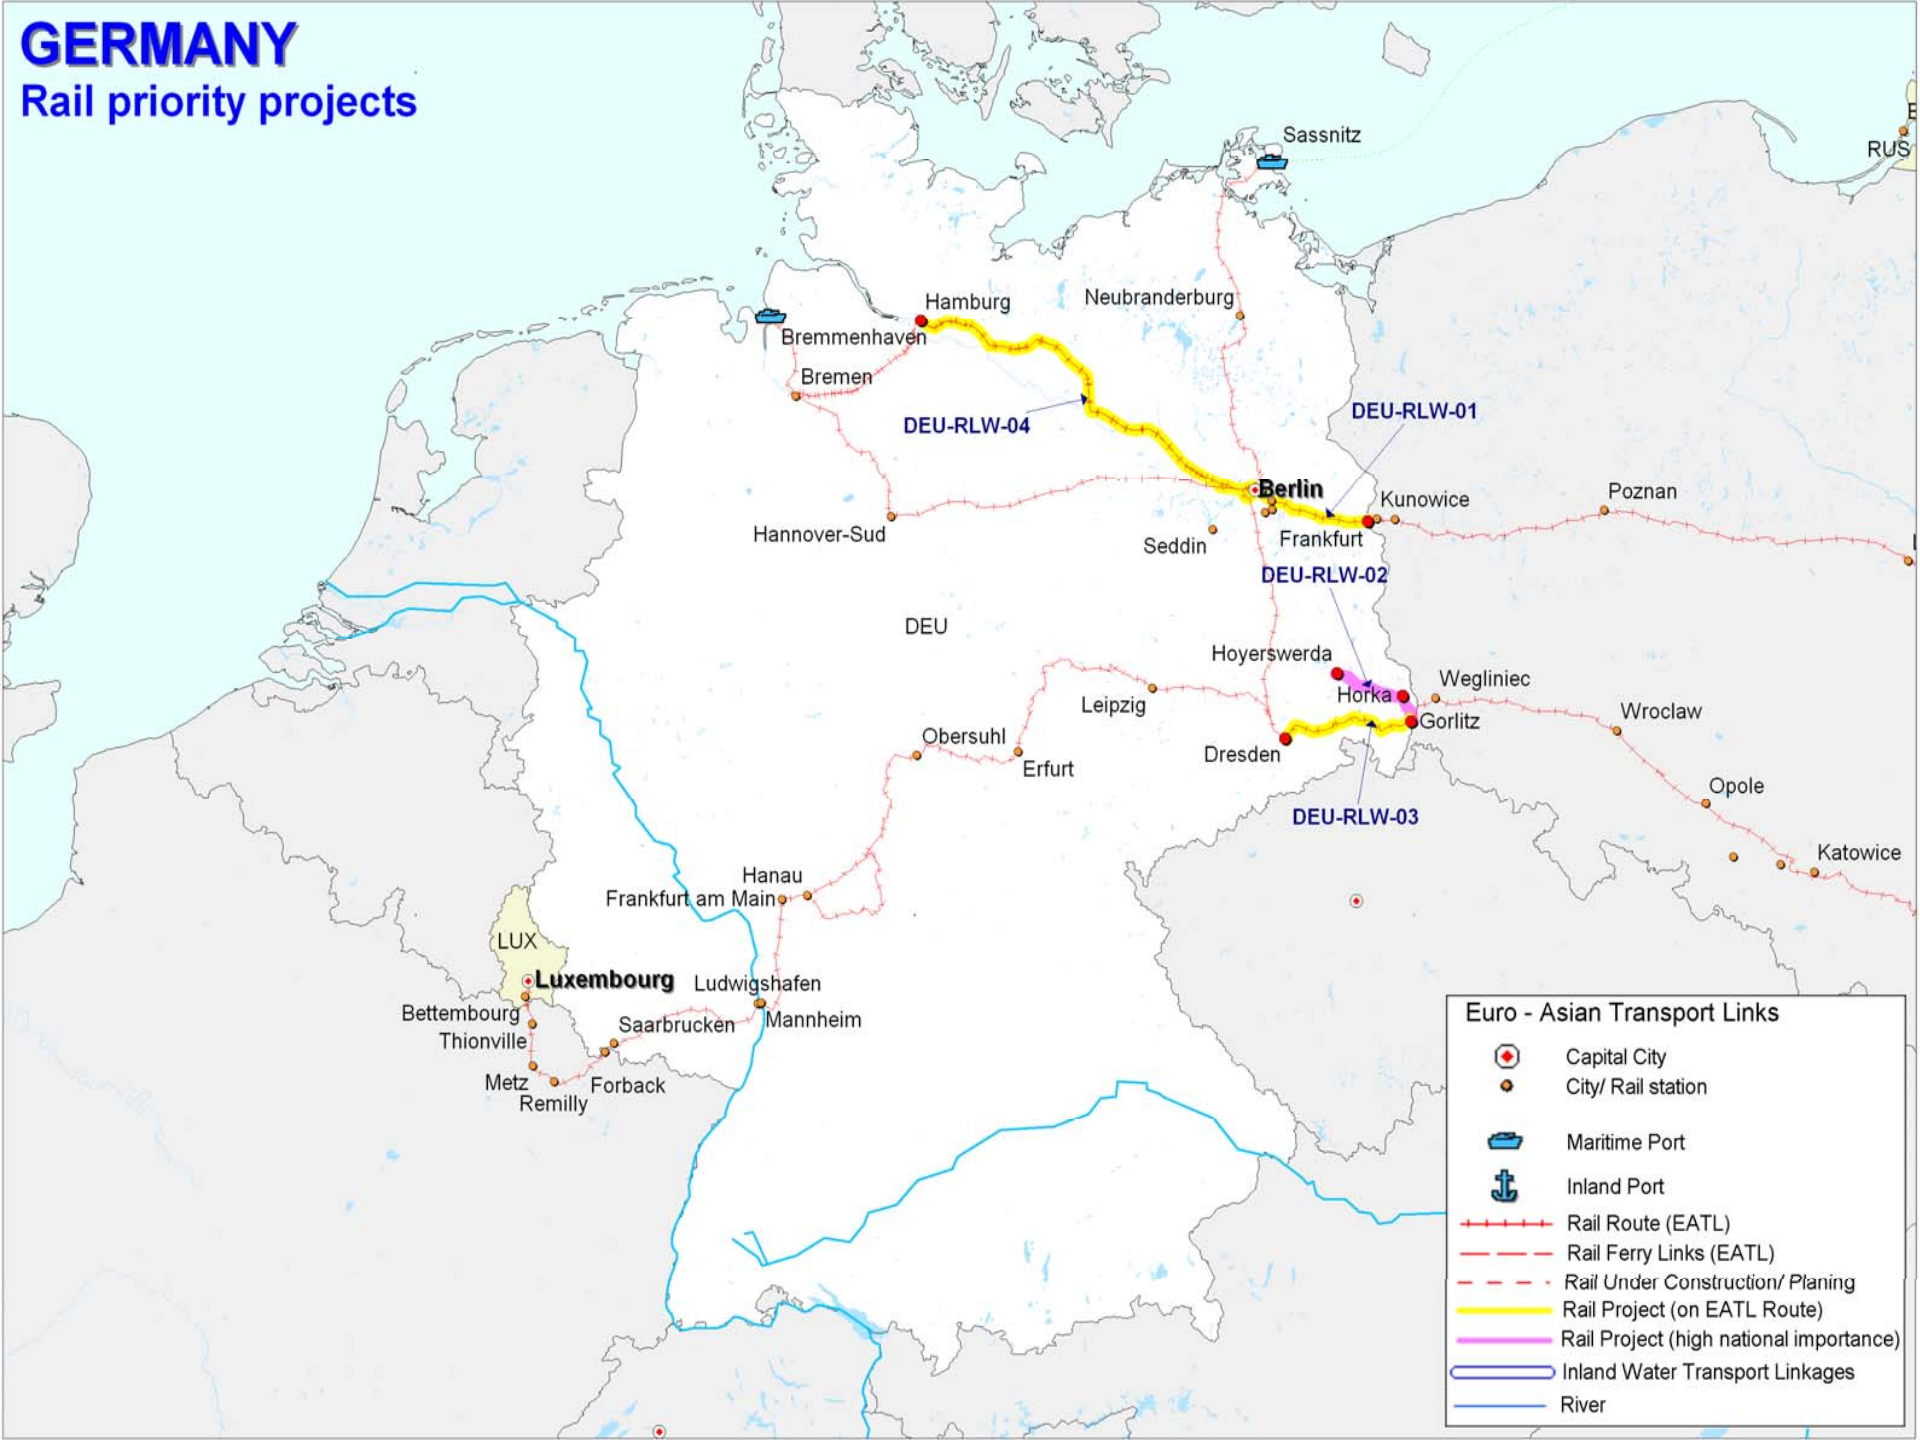 GERMANY
Rail priority projects
Sassnitz
RUS
Hamburg
Neubranderburg
Bremmenhaven
Bremen
DEU-RLW-04
DEU-RLW-01
Berlin
Kunowice
Poznan
Hannover-Sud
Seddin
Frankfurt
DEU-RLW-02
DEU
Hoyerswerda
Horka
Wegliniec
Leipzig
Gorlitz
Wroclaw
Obersuhl
Erfurt
Dresden
Opole
DEU-RLW-03
Katowice
Hanau
Frankfurt am Main
LUX
Luxembourg
Ludwigshafen
Bettembourg
Mannheim
Saarbrucken
Thionville
Metz
Forback
Remilly
Euro - Asian Transport Links
Capital City
City/ Rail station
Maritime Port
Inland Port
Rail Route (EATL)
Rail Ferry Links (EATL)
Rail Under Construction/ Planing
Rail Project (on EATL Route)
Rail Project (high national importance)
Inland Water Transport Linkages
River